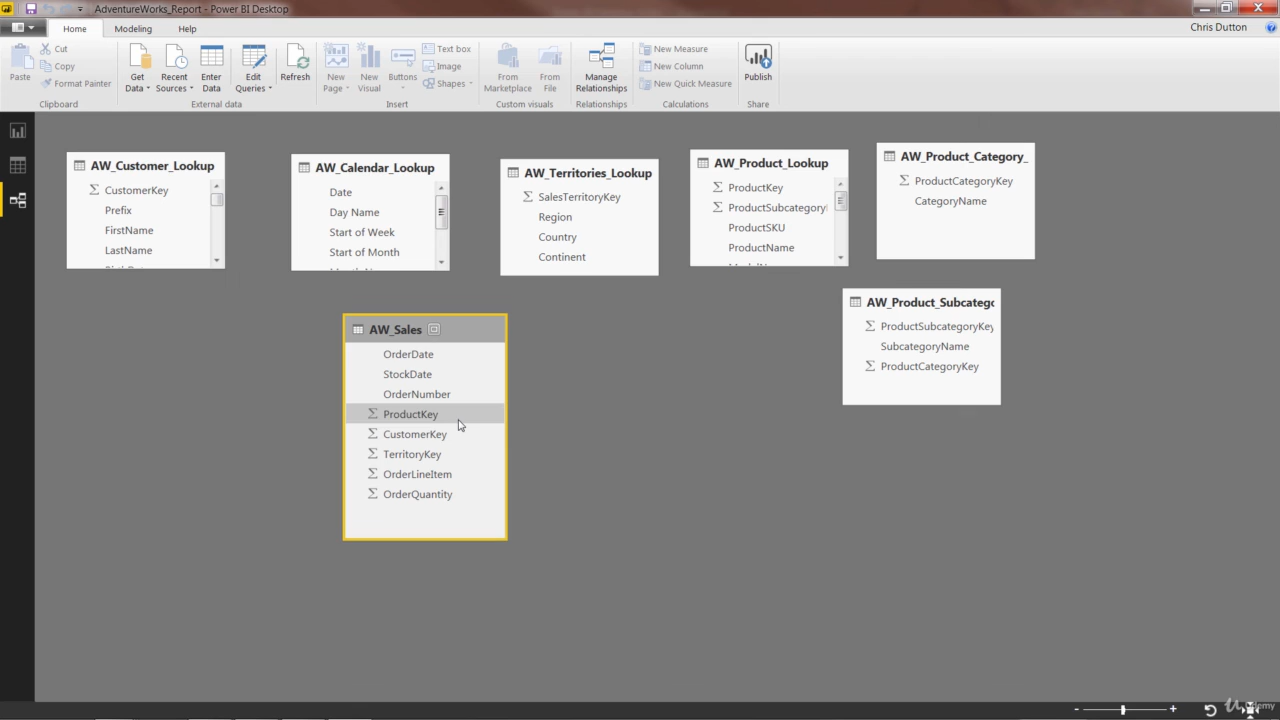 AdventureWorks_Report - Power BI Desktop
Home
Modeling
Help
Chris Dutton
Paste
Cut
Copy
Format Painter
Clipboard
Get Data
Recent Sources
Enter Data
Edit Queries
Refresh
External data
New Page
New Visual
Buttons
Text box
Image
Shapes
Insert
From Marketplace
From File
Custom visuals
Manage Relationships
Relationships
New Measure
New Column
New Quick Measure
Calculations
Publish
Share
AW_Customer_Lookup
CustomerKey
Prefix
FirstName
LastName
AW_Calendar_Lookup
Date
Day Name
Start of Week
Start of Month
AW_Territories_Lookup
SalesTerritoryKey
Region
Country
Continent
AW_Product_Lookup
ProductKey
ProductSubcategory
ProductSKU
ProductName
AW_Product_Category_
ProductCategoryKey
CategoryName
AW_Product_Subcatego
ProductSubcategoryKey
SubcategoryName
ProductCategoryKey
AW_Sales
OrderDate
StockDate
OrderNumber
ProductKey
CustomerKey
TerritoryKey
OrderLineItem
OrderQuantity
Udemy